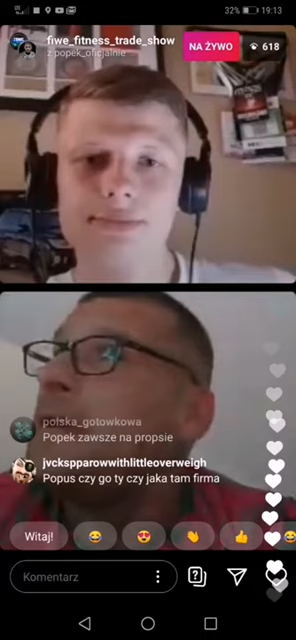 32% 19:13
fiwe_fitness_trade_show
z popek_oficjalnie
NA ŻYWO
618
polska_gotowkowa
Popek zawsze na propsie
jvckspparowwithlittleoverweigh
Popus czy go ty czy jaka tam firma
Witaj!
Komentarz